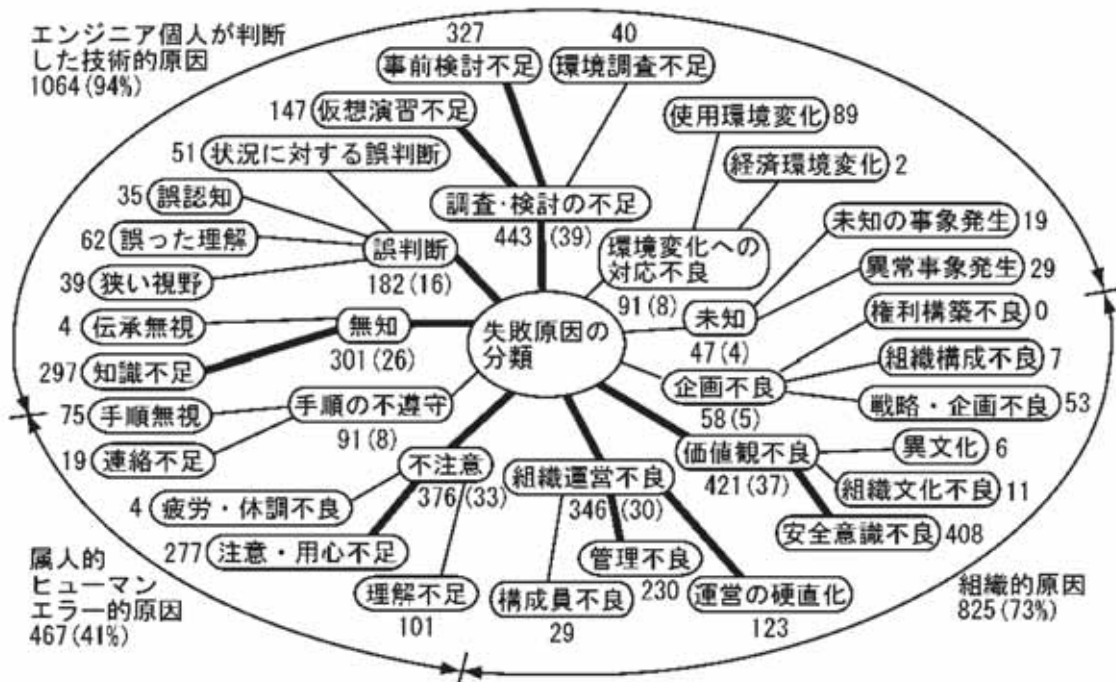 エンジニア個人が判断
した技術的原因
1064(94%)
327
事前検討不足
40
環境調査不足
147 仮想演習不足
使用環境変化 89
51 状況に対する誤判断
経済環境変化 2
35 誤認知
調査・検討の不足
443 (39)
未知の事象発生 19
62 誤った理解
誤判断
182(16)
環境変化への
対応不良
91(8)
異常事象発生 29
39 狭い視野
4 伝承無視
無知
301(26)
失敗原因の
分類
未知
47(4)
権利構築不良 0
組織構成不良 7
297 知識不足
企画不良
58(5)
戦略・企画不良 53
75 手順無視
手順の不遵守
91(8)
19 連絡不足
不注意
376(33)
組織運営不良
346 (30)
価値観不良
421(37)
異文化 6
組織文化不良 11
4 疲労・体調不良
安全意識不良 408
277 注意・用心不足
管理不良
230
理解不足
101
構成員不良
29
運営の硬直化
123
属人的
ヒューマン
エラー的原因
467(41%)
組織的原因
825(73%)